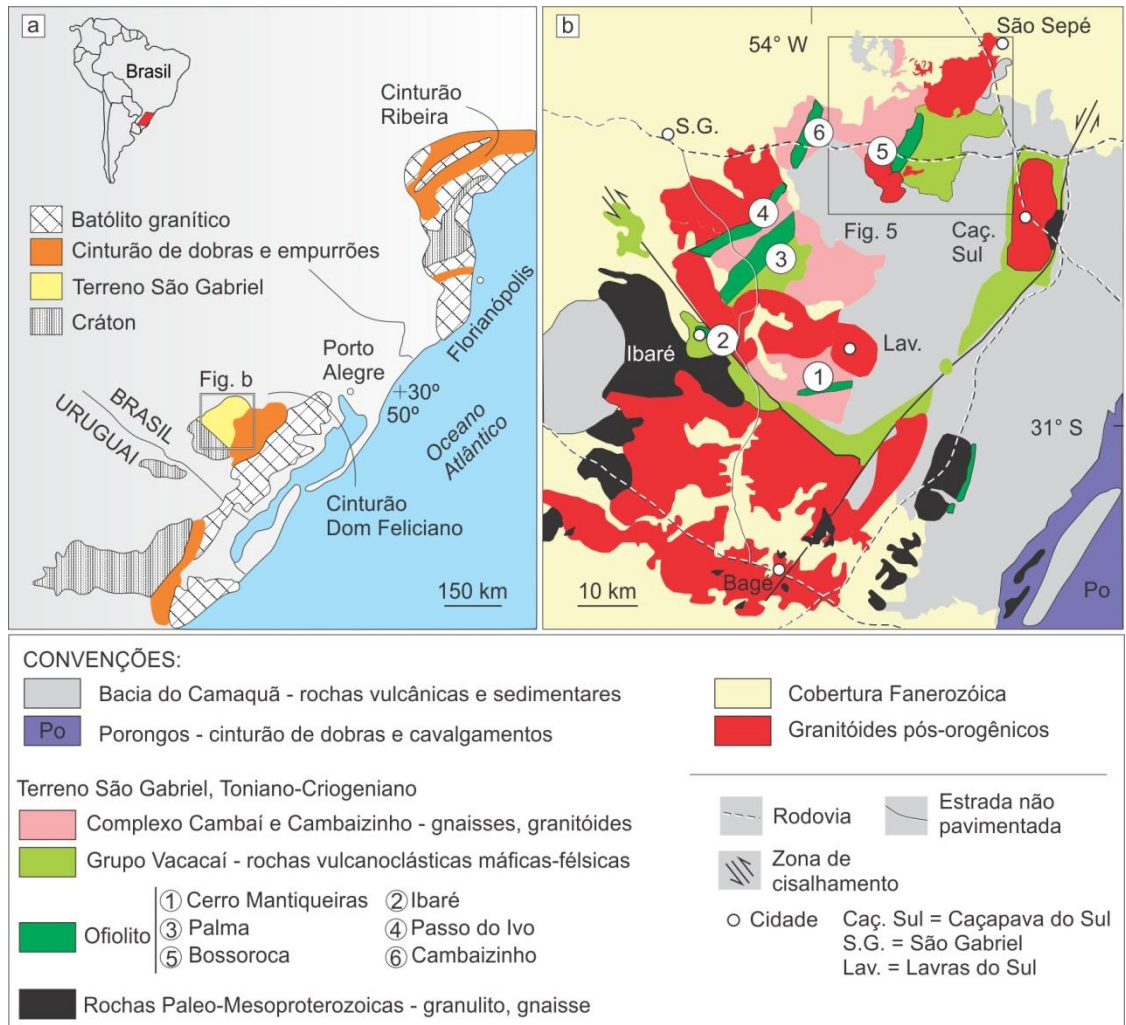 a
Brasil
Cinturão
Ribeira
Batólito granítico
Cinturão de dobras e empurrões
Terreno São Gabriel
Cráton
Florianópolis
Porto
Alegre
Fig. b
+30º
50º
BRASIL
URUGUAI
Oceano
Atlântico
Cinturão
Dom Feliciano
150 km
b
54° W
São Sepé
S.G.
6
5
4
Fig. 5
Caç.
Sul
3
2
Ibaré
Lav.
1
31° S
Bagé
10 km
Po
CONVENÇÕES:
Bacia do Camaquã - rochas vulcânicas e sedimentares
Po Porongos - cinturão de dobras e cavalgamentos
Cobertura Fanerozóica
Granitóides pós-orogênicos
Terreno São Gabriel, Toniano-Criogeniano
Complexo Cambaí e Cambaizinho - gnaisses, granitóides
Grupo Vacacaí - rochas vulcanoclásticas máficas-félsicas
Ofiolito
1 Cerro Mantiqueiras 2 Ibaré
3 Palma 4 Passo do Ivo
5 Bossoroca 6 Cambaizinho
Rochas Paleo-Mesoproterozoicas - granulito, gnaisse
Rodovia
Estrada não
pavimentada
Zona de
cisalhamento
Cidade
Caç. Sul = Caçapava do Sul
S.G. = São Gabriel
Lav. = Lavras do Sul